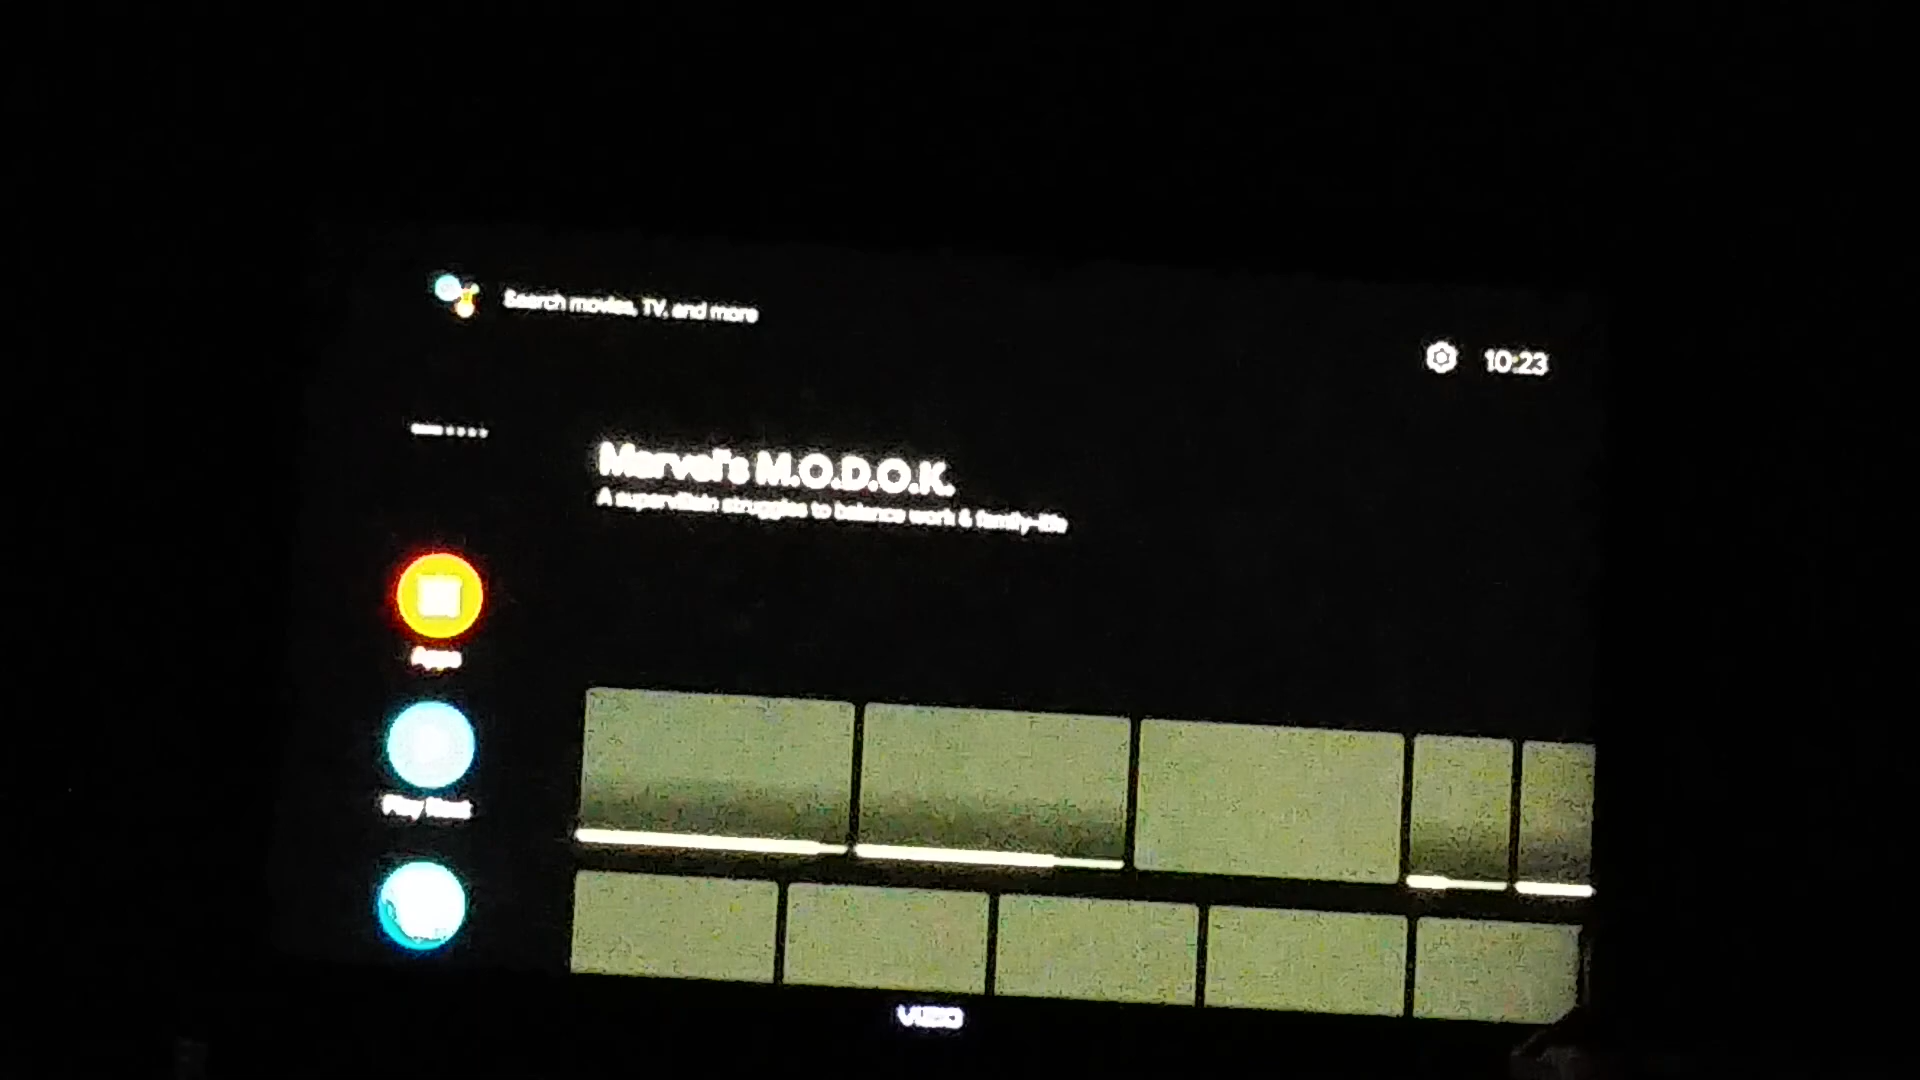 Search movies, TV, and more
10:23
Marvel's M.O.D.O.K.
A supervillain struggles to balance work & family-life
Apps
Play Next
VIZIO